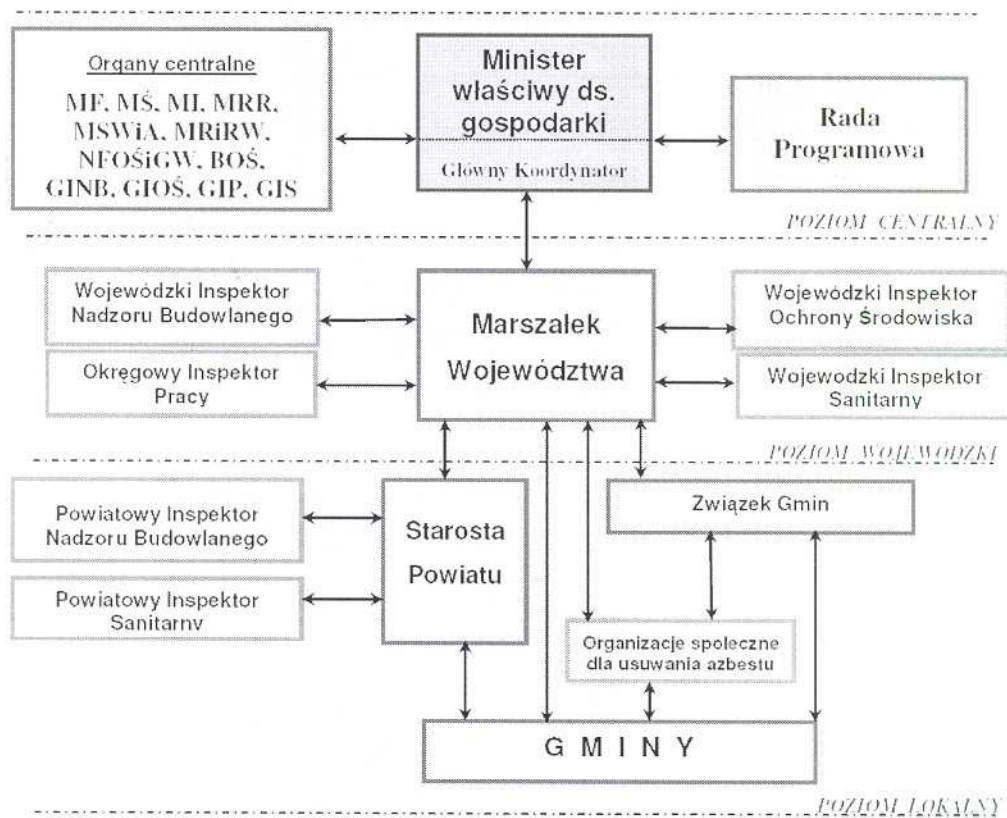 Organy centralne
MF, MŚ, MI, MRR,
MSWiA, MRiRW,
NFOŚiGW, BOŚ,
GINB, GIOŚ, GIP, GIS
Minister
właściwy ds.
gospodarki
Główny Koordynator
Rada
Programowa
POZIOM CENTRALNY
Wojewódzki Inspektor
Nadzoru Budowlanego
Okręgowy Inspektor
Pracy
Marszałek
Województwa
Wojewódzki Inspektor
Ochrony Środowiska
Wojewodzki Inspektor
Sanitarny
POZIOM WOJEWODZKI
Powiatowy Inspektor
Nadzoru Budowlanego
Powiatowy Inspektor
Sanitarny
Starosta
Powiatu
Związek Gmin
Organizacje społeczne
dla usuwania azbestu
G M I N Y
POZIOM LOKALNY